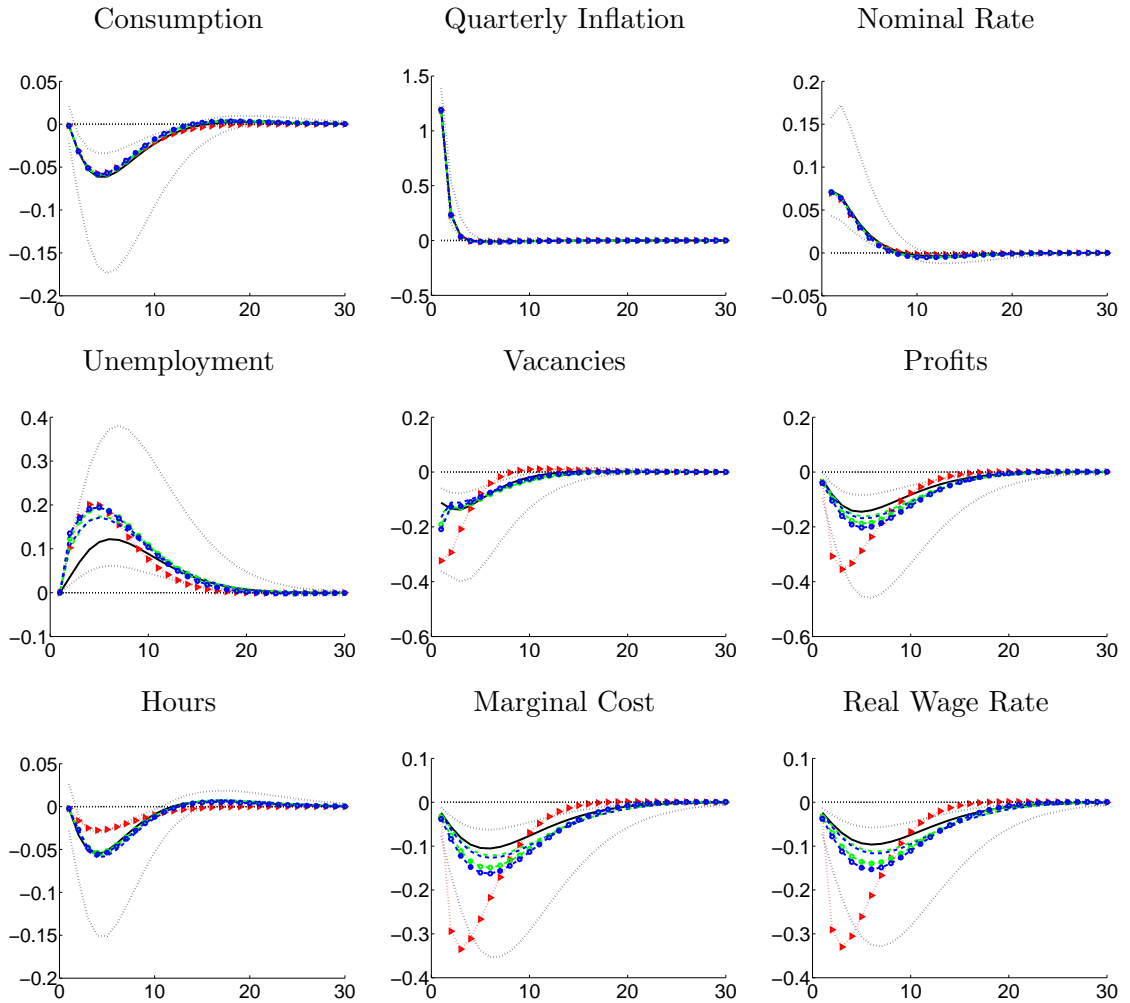 Consumption Quarterly Inflation Nominal Rate
0.05 1.5 0.2
0 1 0.15
−0.05 0.5 0.1
−0.1 0 0.05
−0.15 0
−0.2 −0.5 −0.05
0 10 20 30 0 10 20 30 0 10 20 30
Unemployment Vacancies Profits
0.4 0.2 0.2
0.3 0 0
0.2 −0.2 −0.2
0.1 −0.4 −0.4
0
−0.1 −0.6 −0.6
0 10 20 30 0 10 20 30 0 10 20 30
Hours Marginal Cost Real Wage Rate
0.05 0.1 0.1
0 0 0
−0.05 −0.1 −0.1
−0.1 −0.2 −0.2
−0.15 −0.3 −0.3
−0.2 −0.4 −0.4
0 10 20 30 0 10 20 30 0 10 20 30